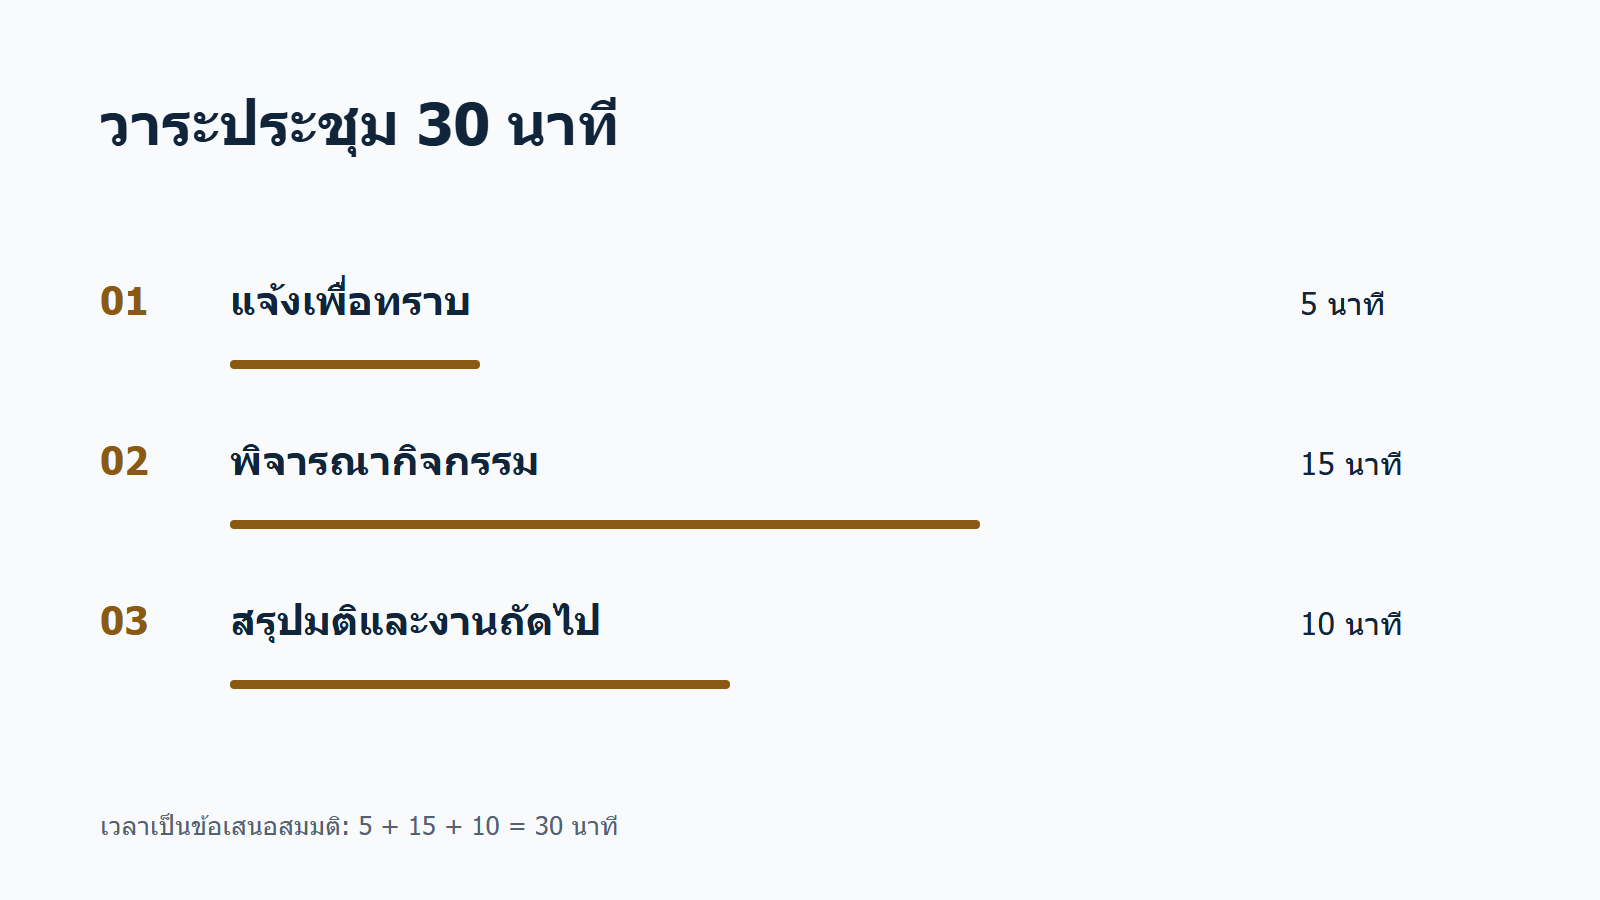 วาระประชุม 30 นาที
01 แจ้งเพื่อทราบ 5 นาที
02 พิจารณากิจกรรม 15 นาที
03 สรุปมติและงานถัดไป 10 นาที
เวลาเป็นข้อเสนอสมมติ: 5 + 15 + 10 = 30 นาที